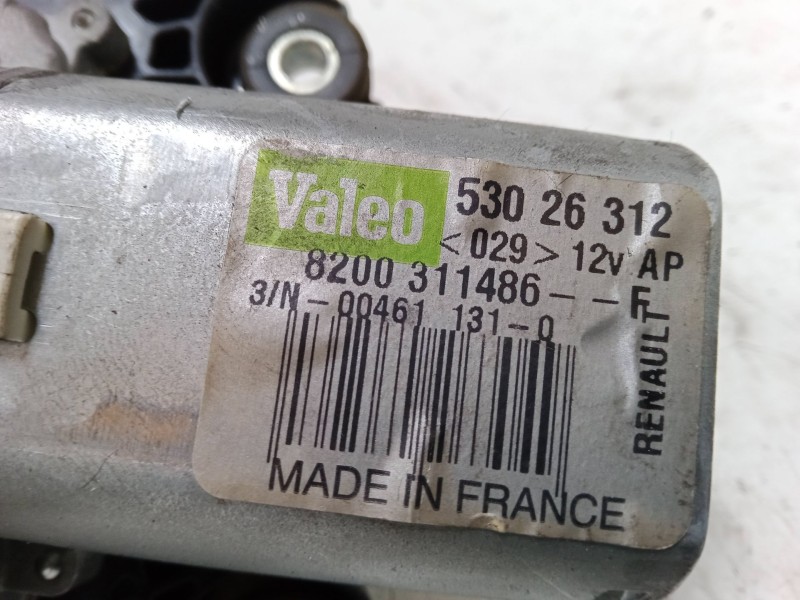 Valeo 530 26 312
<029> 12V AP
8200 311486--F
3/N-00461 131-0
RENAULT
MADE IN FRANCE